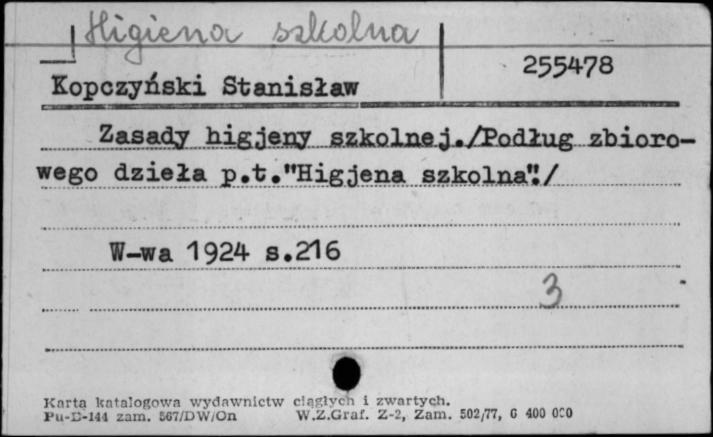 Higiena szkolna
255478
Kopczyński Stanisław
Zasady higjeny szkolnej./Podług zbioro-
wego dzieła p.t."Higjena szkolna"./
W-wa 1924 s.216
3
Karta katalogowa wydawnictw ciągłych i zwartych.
Pu-D-144 zam. 567/DW/On W.Z.Graf. Z-2, Zam. 502/77, G 400 000